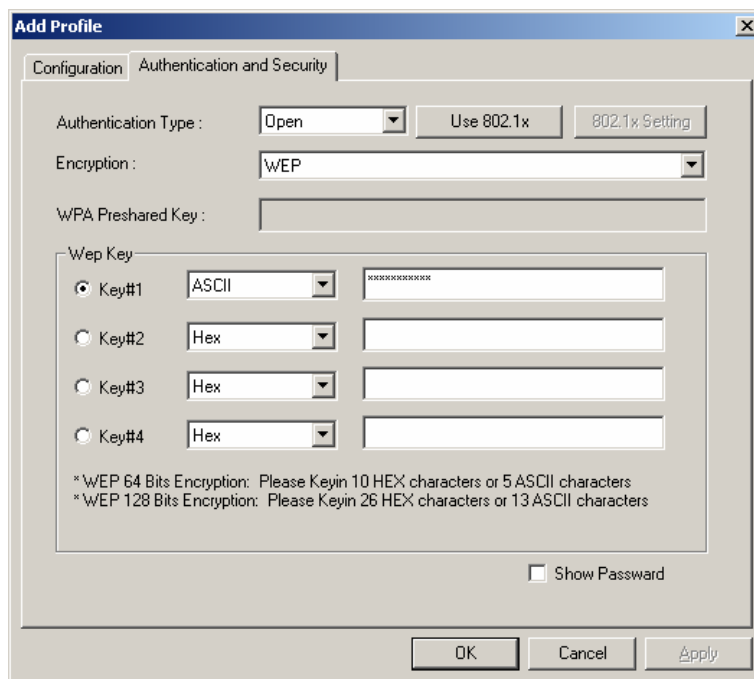 Add Profile
Configuration
Authentication and Security
Authentication Type :
Open
Use 802.1x
802.1x Setting
Encryption :
WEP
WPA Preshared Key :
Wep Key
Key#1
ASCII
***********
Key#2
Hex
Key#3
Hex
Key#4
Hex
* WEP 64 Bits Encryption: Please Keyin 10 HEX characters or 5 ASCII characters
* WEP 128 Bits Encryption: Please Keyin 26 HEX characters or 13 ASCII characters
Show Passward
OK
Cancel
Apply